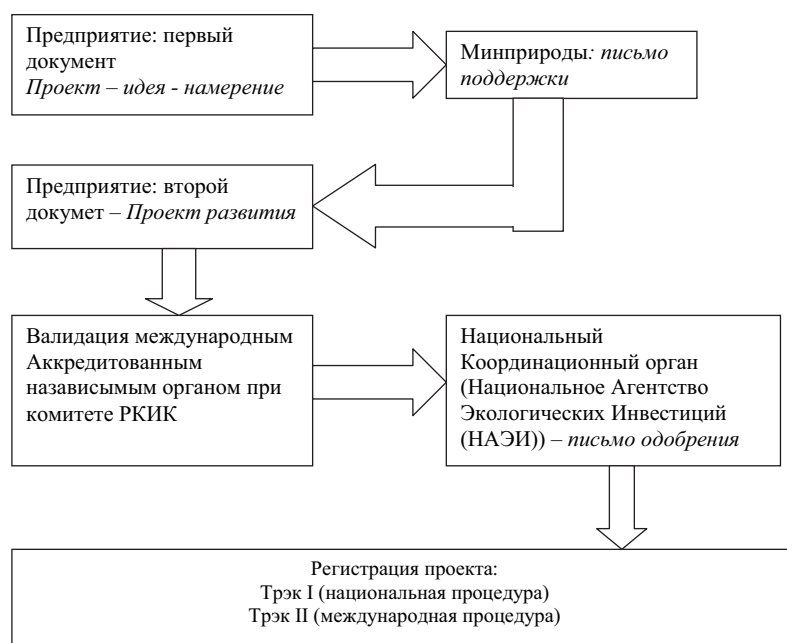 Предприятие: первый
документ
Проект – идея - намерение
Минприроды: письмо
поддержки
Предприятие: второй
докумет – Проект развития
Валидация международным
Аккредитованным
назависымым органом при
комитете РКИК
Национальный
Координационный орган
(Национальное Агентство
Экологических Инвестиций
(НАЭИ)) – письмо одобрения
Регистрация проекта:
Трэк I (национальная процедура)
Трэк II (международная процедура)